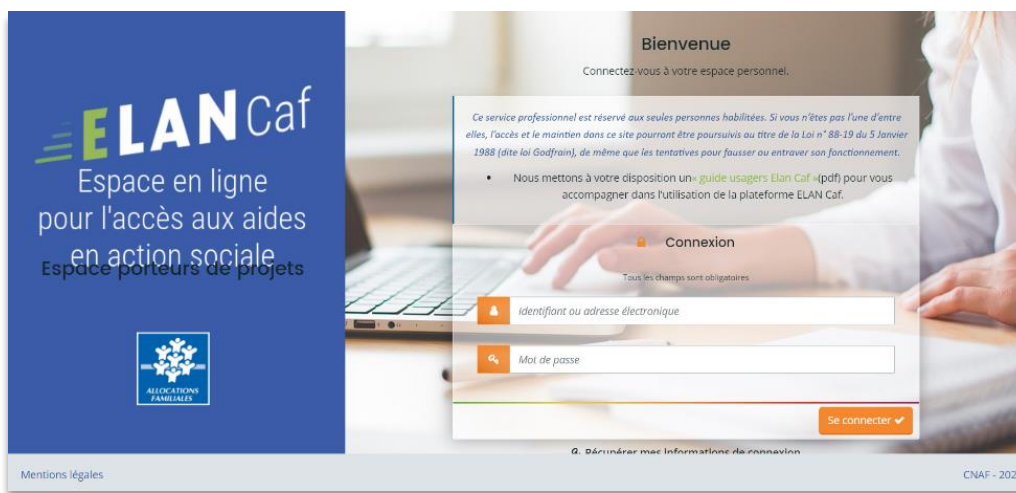 ELAN Caf
Espace en ligne
pour l'accès aux aides
en action sociale
Espace porteurs de projets
ALLOCATIONS
FAMILIALES
Bienvenue
Connectez-vous à votre espace personnel.
Ce service professionnel est réservé aux seules personnes habilitées. Si vous n'êtes pas l'une d'entre
elles, l'accès et le maintien dans ce site pourront être poursuivis au titre de la Loi n° 88-19 du 5 Janvier
1988 (dite loi Godfrain), de même que les tentatives pour fausser ou entraver son fonctionnement.
• Nous mettons à votre disposition un« guide usagers Elan Caf »(pdf) pour vous
accompagner dans l'utilisation de la plateforme ELAN Caf.
Connexion
Tous les champs sont obligatoires
Identifiant ou adresse électronique
Mot de passe
Se connecter
Récupérer mes informations de connexion
Mentions légales
CNAF - 202